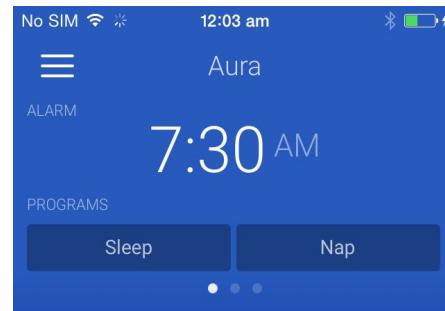 No SIM 12:03 am
Aura
ALARM
7:30 AM
PROGRAMS
Sleep Nap